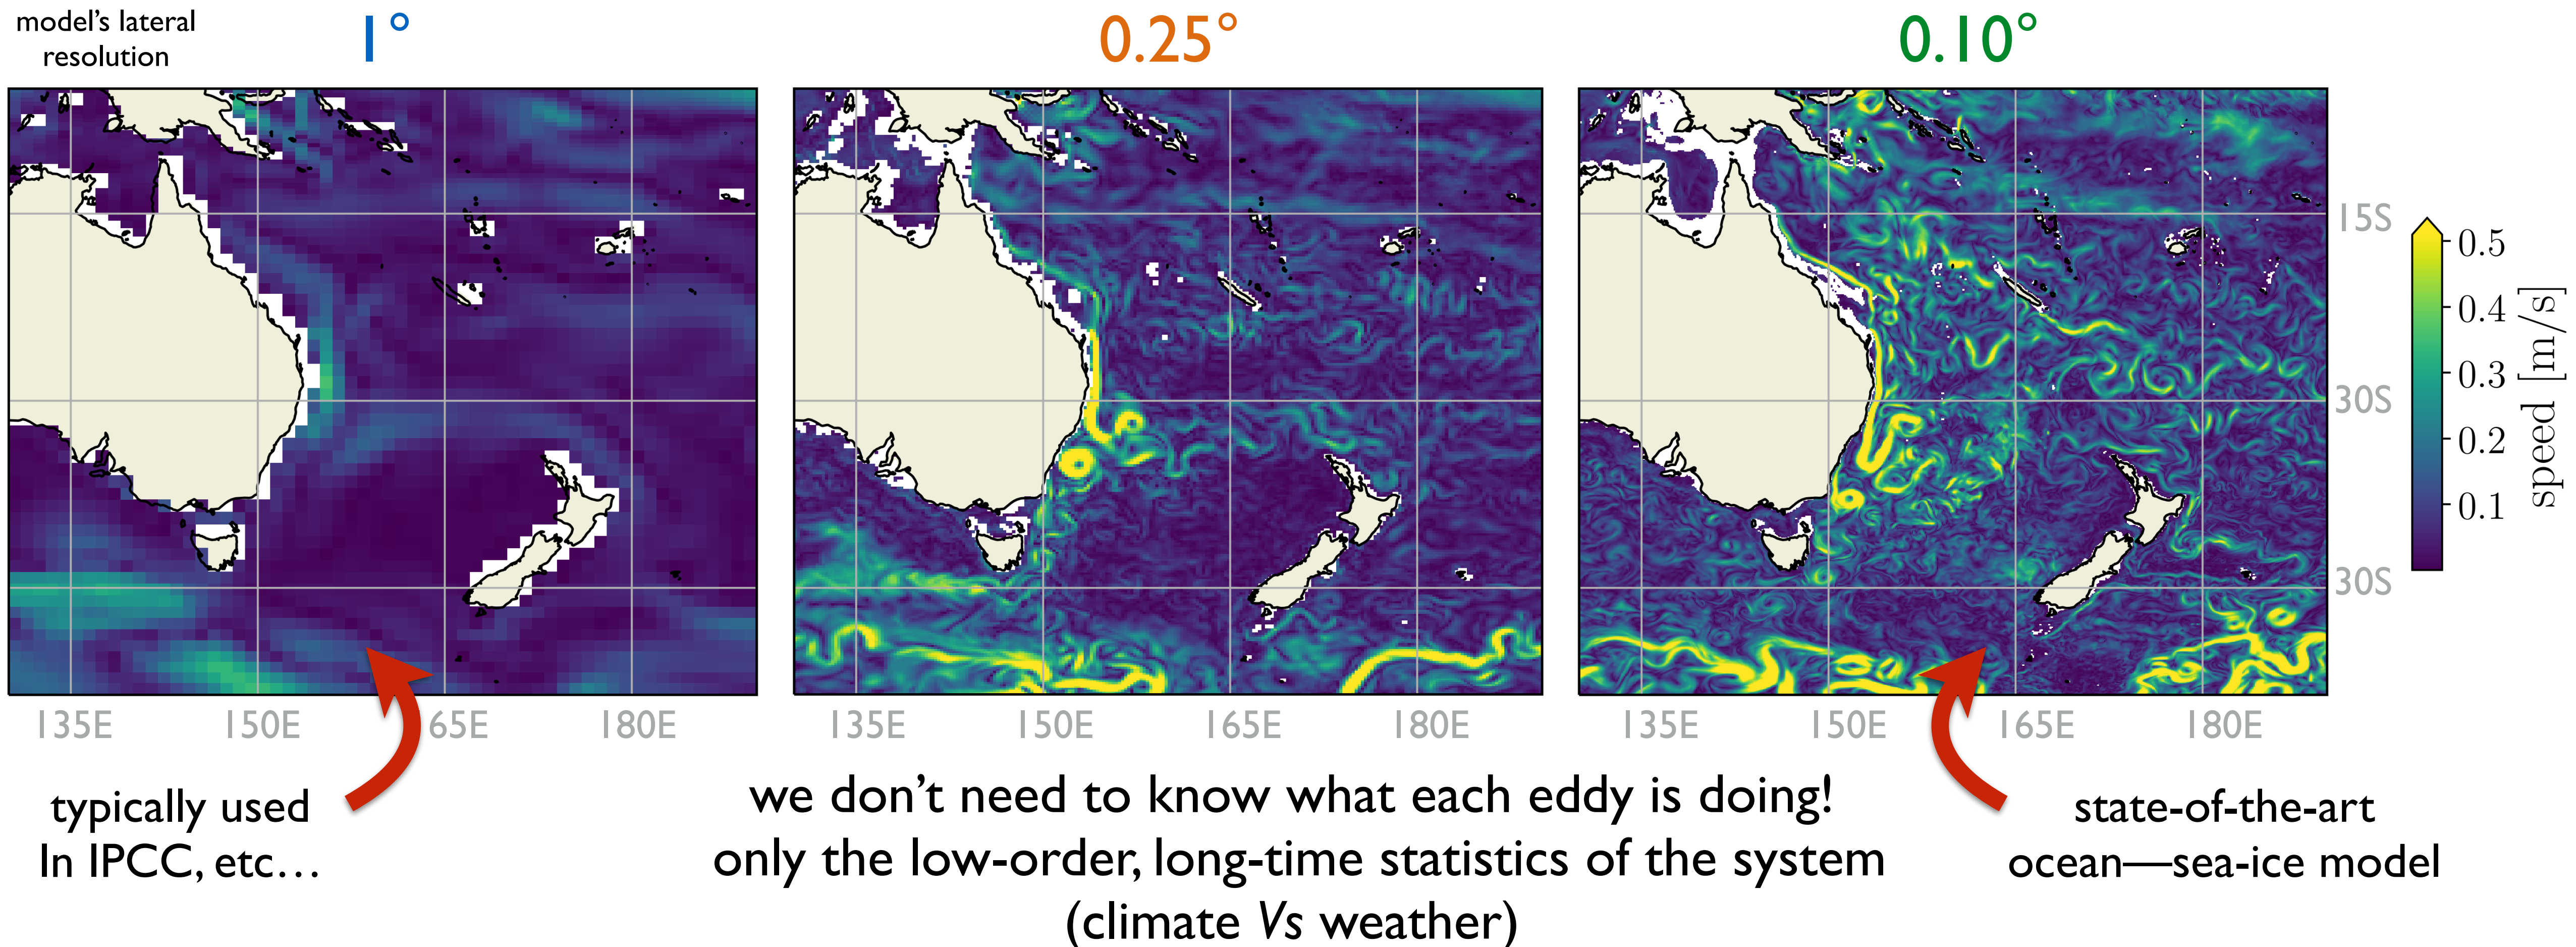 model's lateral
resolution
1°
0.25°
0.10°
15S
30S
30S
0.5
0.4
0.3
0.2
0.1
speed [m/s]
135E 150E 65E 180E
135E 150E 165E 180E
135E 150E 165E 180E
typically used
In IPCC, etc…
we don't need to know what each eddy is doing!
only the low-order, long-time statistics of the system
(climate Vs weather)
state-of-the-art
ocean—sea-ice model